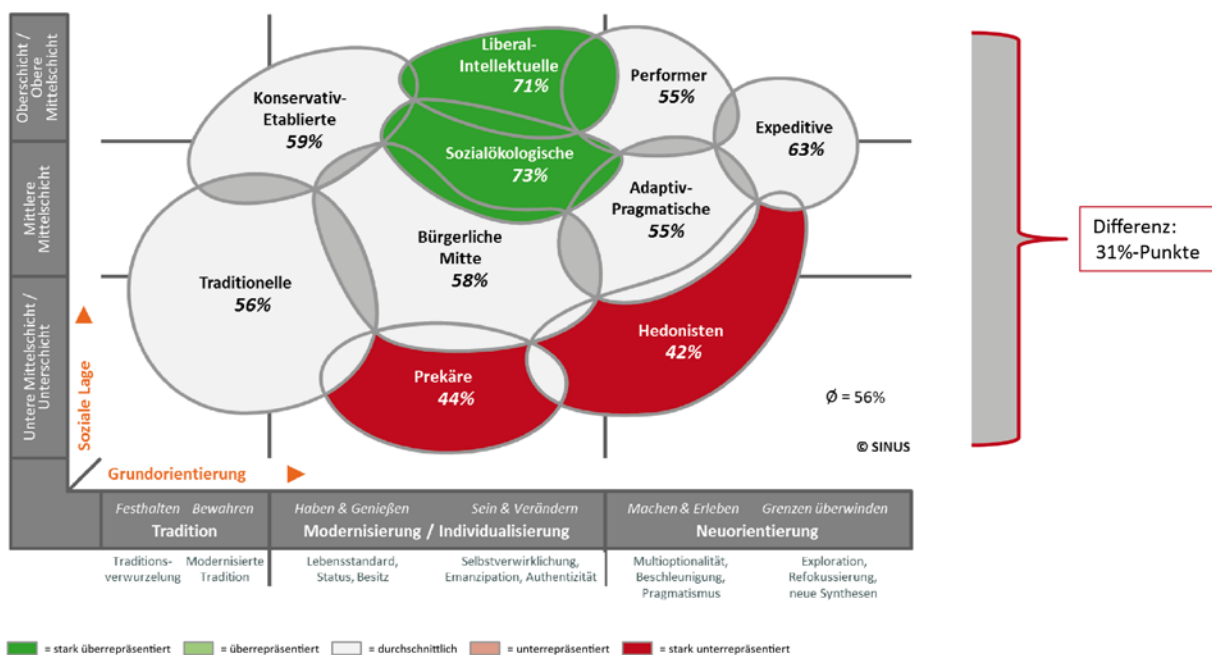 Oberschicht /
Obere
Mittelschicht
Mittlere
Mittelschicht
Untere Mittelschicht /
Unterschicht
Soziale Lage
Konservativ-
Etablierte
59%
Liberal-
Intellektuelle
71%
Performer
55%
Expeditive
63%
Sozialökologische
73%
Adaptiv-
Pragmatische
55%
Bürgerliche
Mitte
58%
Traditionelle
56%
Hedonisten
42%
Prekäre
44%
Ø = 56%
© SINUS
Differenz:
31%-Punkte
Grundorientierung
Festhalten Bewahren
Tradition
Haben & Genießen Sein & Verändern
Modernisierung / Individualisierung
Machen & Erleben Grenzen überwinden
Neuorientierung
Traditions-
verwurzelung
Modernisierte
Tradition
Lebensstandard,
Status, Besitz
Selbstverwirklichung,
Emanzipation, Authentizität
Multioptionalität,
Beschleunigung,
Pragmatismus
Exploration,
Refokussierung,
neue Synthesen
= stark überrepräsentiert = überrepräsentiert = durchschnittlich = unterrepräsentiert = stark unterrepräsentiert